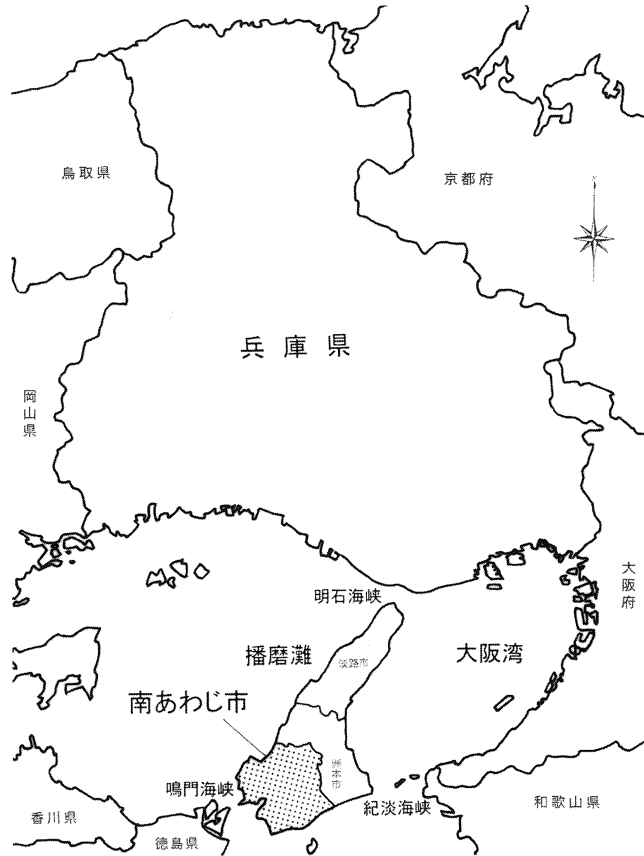 鳥取県
京都府
兵庫県
岡山県
大阪府
明石海峡
播磨灘
淡路市
大阪湾
南あわじ市
洲本市
鳴門海峡
紀淡海峡
和歌山県
香川県
徳島県